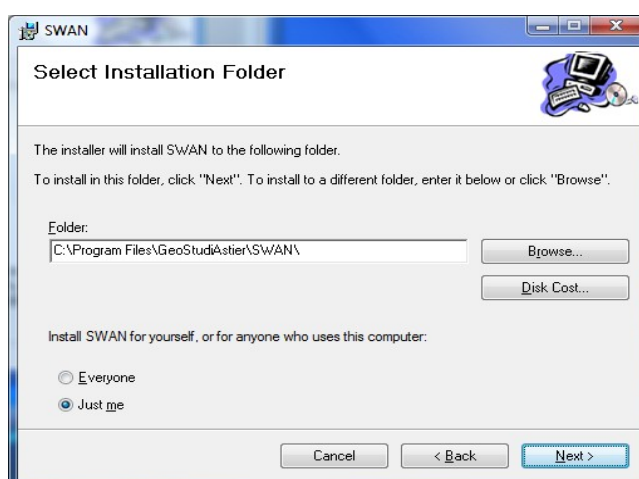 SWAN
Select Installation Folder
The installer will install SWAN to the following folder.
To install in this folder, click "Next". To install to a different folder, enter it below or click "Browse".
Folder:
C:\Program Files\GeoStudiAstier\SWAN\
Browse...
Disk Cost...
Install SWAN for yourself, or for anyone who uses this computer:
Everyone
Just me
Cancel
< Back
Next >